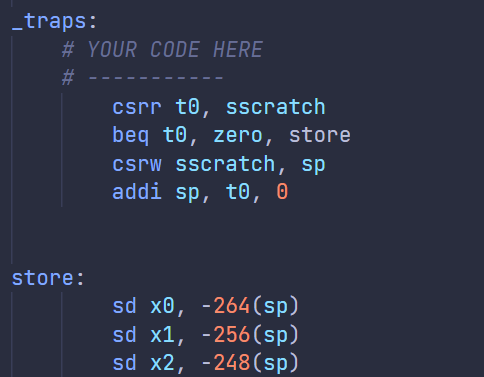 _traps:
# YOUR CODE HERE
# -----------
csrr t0, sscratch
beq t0, zero, store
csrw sscratch, sp
addi sp, t0, 0
store:
sd x0, -264(sp)
sd x1, -256(sp)
sd x2, -248(sp)